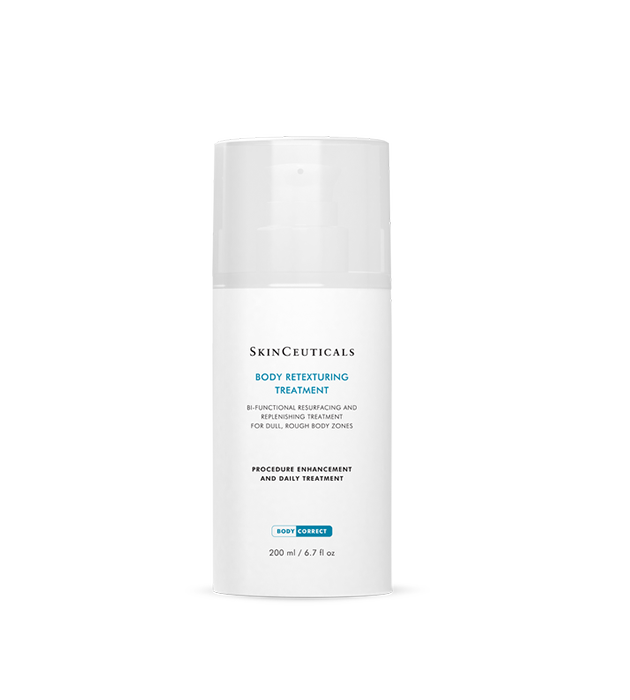 SKINCEUTICALS
BODY RETEXTURING
TREATMENT
BI-FUNCTIONAL RESURFACING AND
REPLENISHING TREATMENT
FOR DULL, ROUGH BODY ZONES
PROCEDURE ENHANCEMENT
AND DAILY TREATMENT
BODY CORRECT
200 ml / 6.7 fl oz